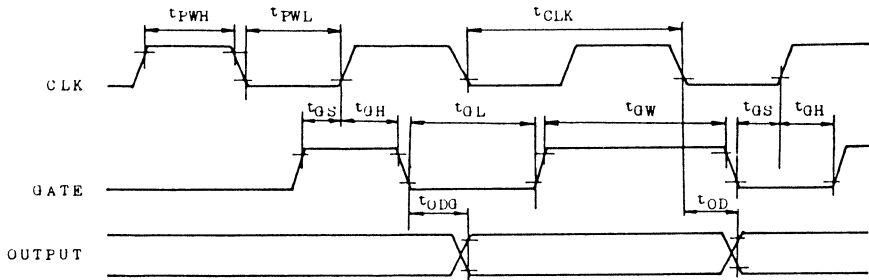 tPWH tPWL tCLK
CLK
tGS tGH tGL tGW tGS tGH
GATE
tODG tOD
OUTPUT